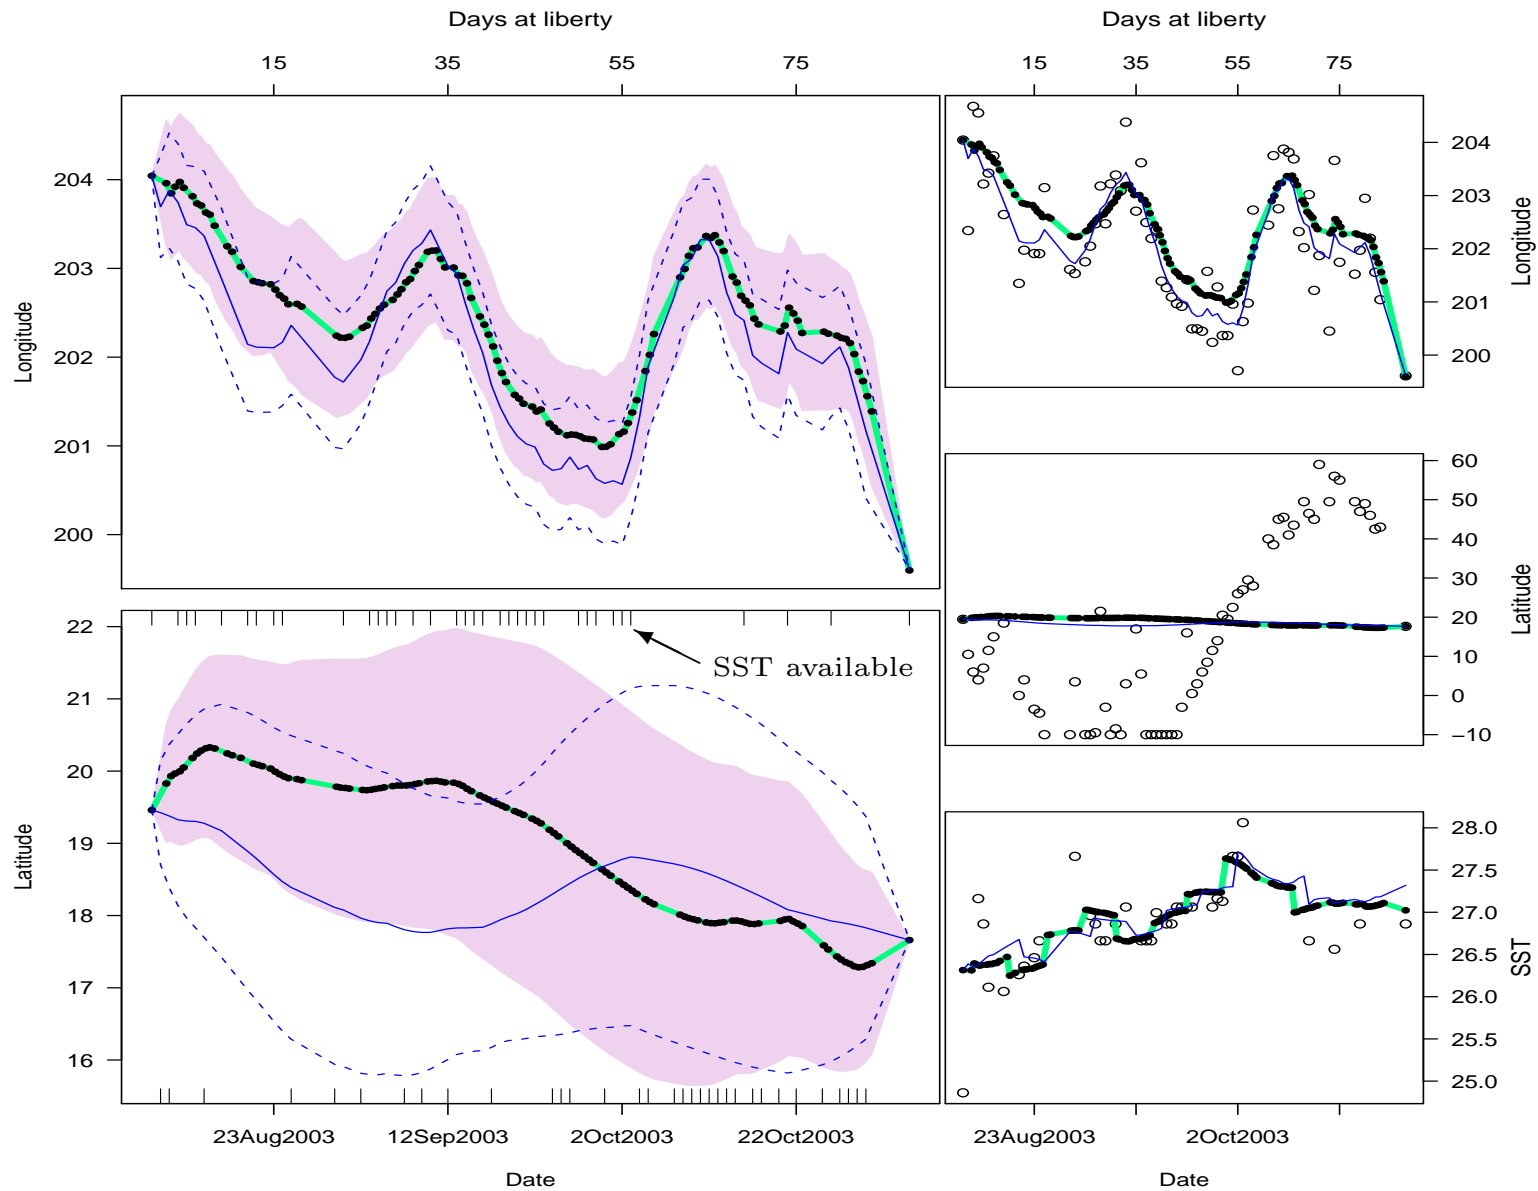 Days at liberty
Days at liberty
15 35 55 75
15 35 55 75
Longitude
204
203
202
201
200
204
203
202
201
200
Longitude
60
50
40
30
20
10
0
−10
Latitude
Latitude
22
21
20
19
18
17
16
SST available
28.0
27.5
27.0
26.5
26.0
25.5
25.0
SST
23Aug2003 12Sep2003 2Oct2003 22Oct2003
23Aug2003 2Oct2003
Date
Date